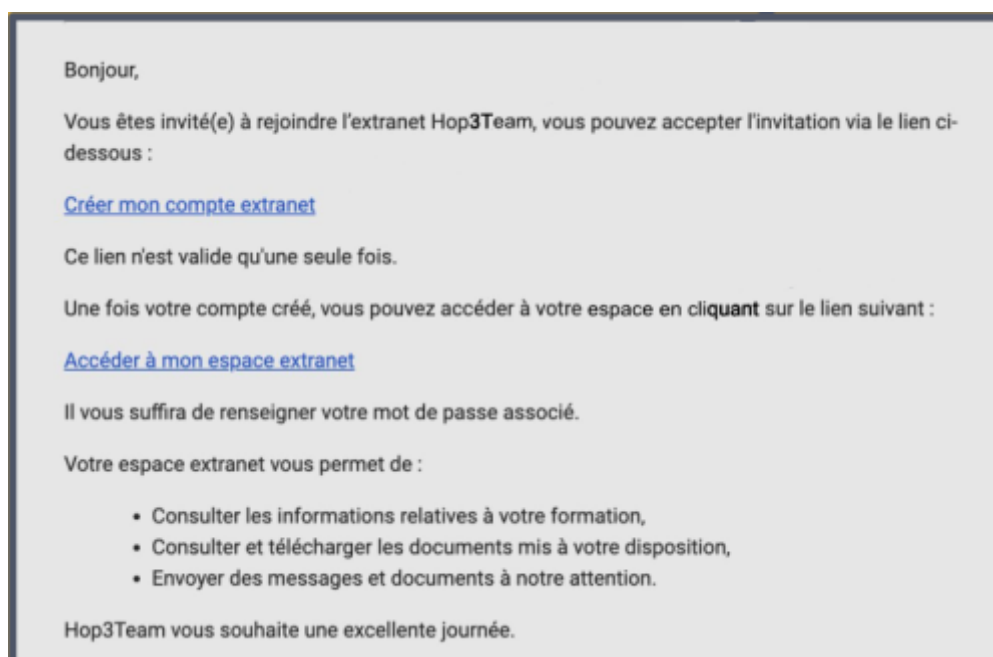 Bonjour,
Vous êtes invité(e) à rejoindre l'extranet Hop3Team, vous pouvez accepter l'invitation via le lien ci-
dessous :
Créer mon compte extranet
Ce lien n'est valide qu'une seule fois.
Une fois votre compte créé, vous pouvez accéder à votre espace en cliquant sur le lien suivant :
Accéder à mon espace extranet
Il vous suffira de renseigner votre mot de passe associé.
Votre espace extranet vous permet de :
• Consulter les informations relatives à votre formation,
• Consulter et télécharger les documents mis à votre disposition,
• Envoyer des messages et documents à notre attention.
Hop3Team vous souhaite une excellente journée.